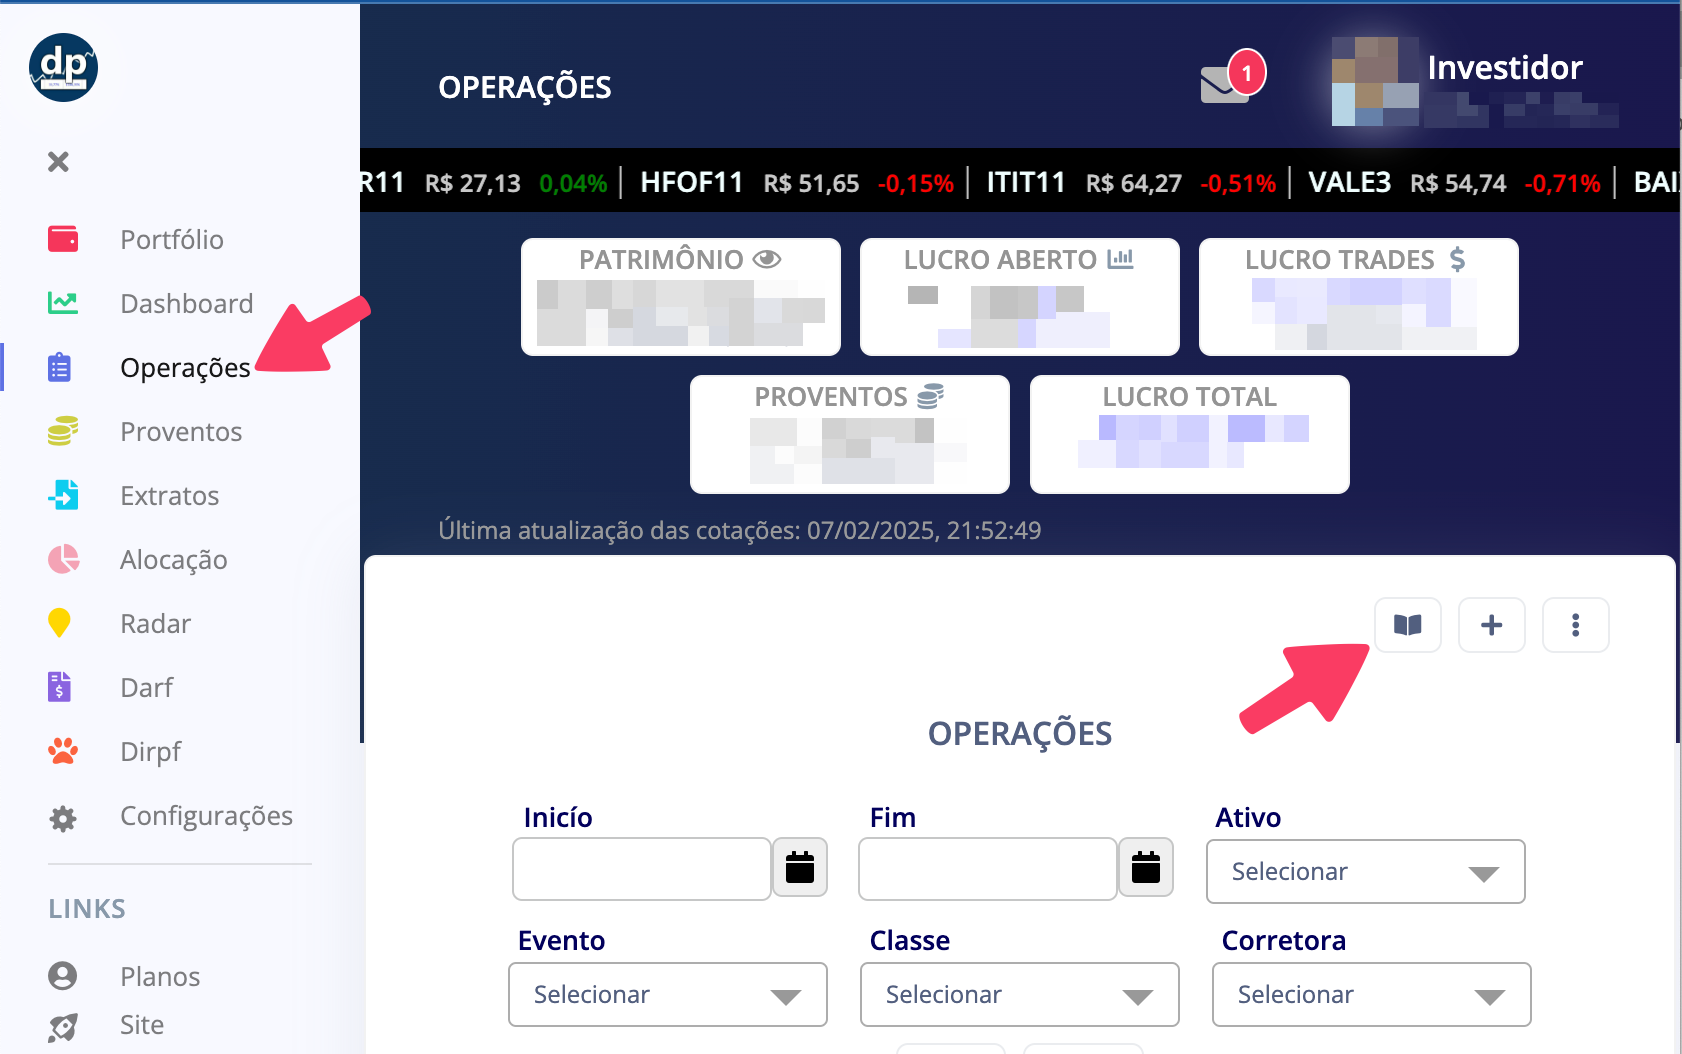 dp
OPERAÇÕES
1
Investidor
R11 R$ 27,13 0,04% HFOF11 R$ 51,65 -0,15% ITIT11 R$ 64,27 -0,51% VALE3 R$ 54,74 -0,71% BAI
Portfólio
Dashboard
Operações
Proventos
Extratos
Alocação
Radar
Darf
Dirpf
Configurações
LINKS
Planos
Site
PATRIMÔNIO
LUCRO ABERTO
LUCRO TRADES $
PROVENTOS
LUCRO TOTAL
Última atualização das cotações: 07/02/2025, 21:52:49
OPERAÇÕES
Inicío
Fim
Ativo
Selecionar
Evento
Classe
Corretora
Selecionar
Selecionar
Selecionar